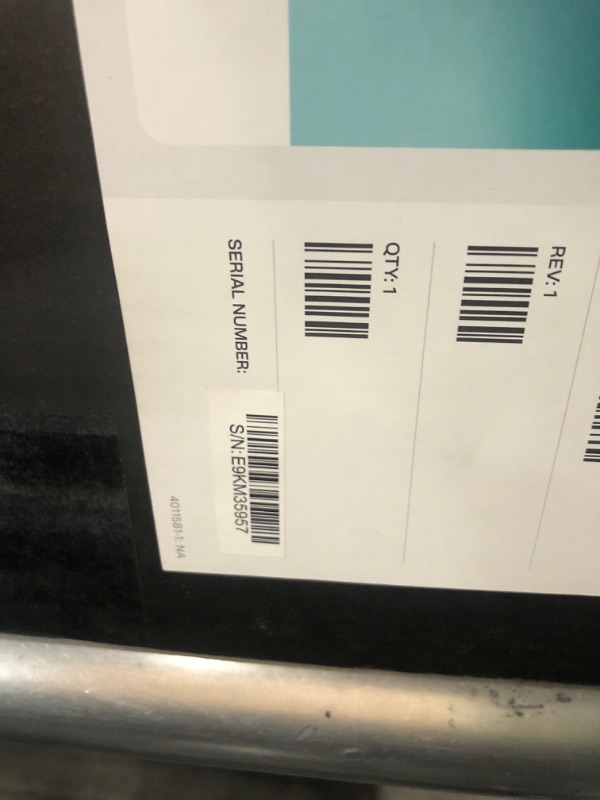 REV: 1
QTY: 1
SERIAL NUMBER:
S/N: E9KM35957
4011581-1: NA